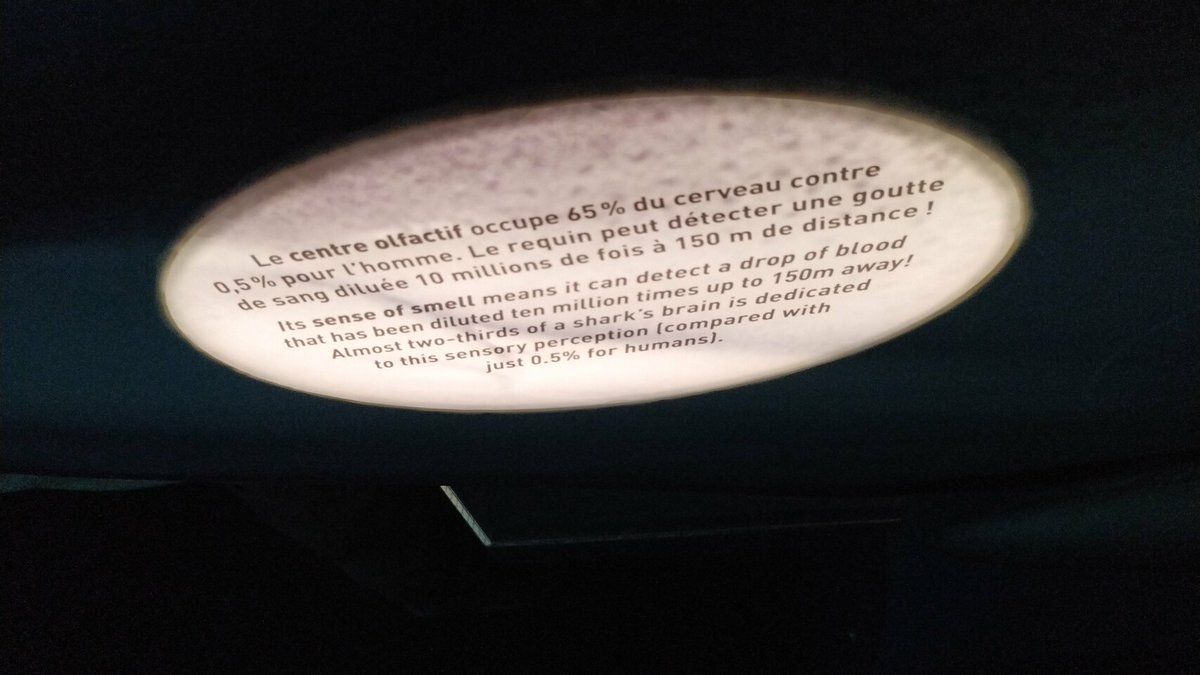 Le centre olfactif occupe 65% du cerveau contre
0,5% pour l'homme. Le requin peut détecter une goutte
de sang diluée 10 millions de fois à 150 m de distance !
Its sense of smell means it can detect a drop of blood
that has been diluted ten million times up to 150m away!
Almost two-thirds of a shark's brain is dedicated
to this sensory perception (compared with
just 0.5% for humans).